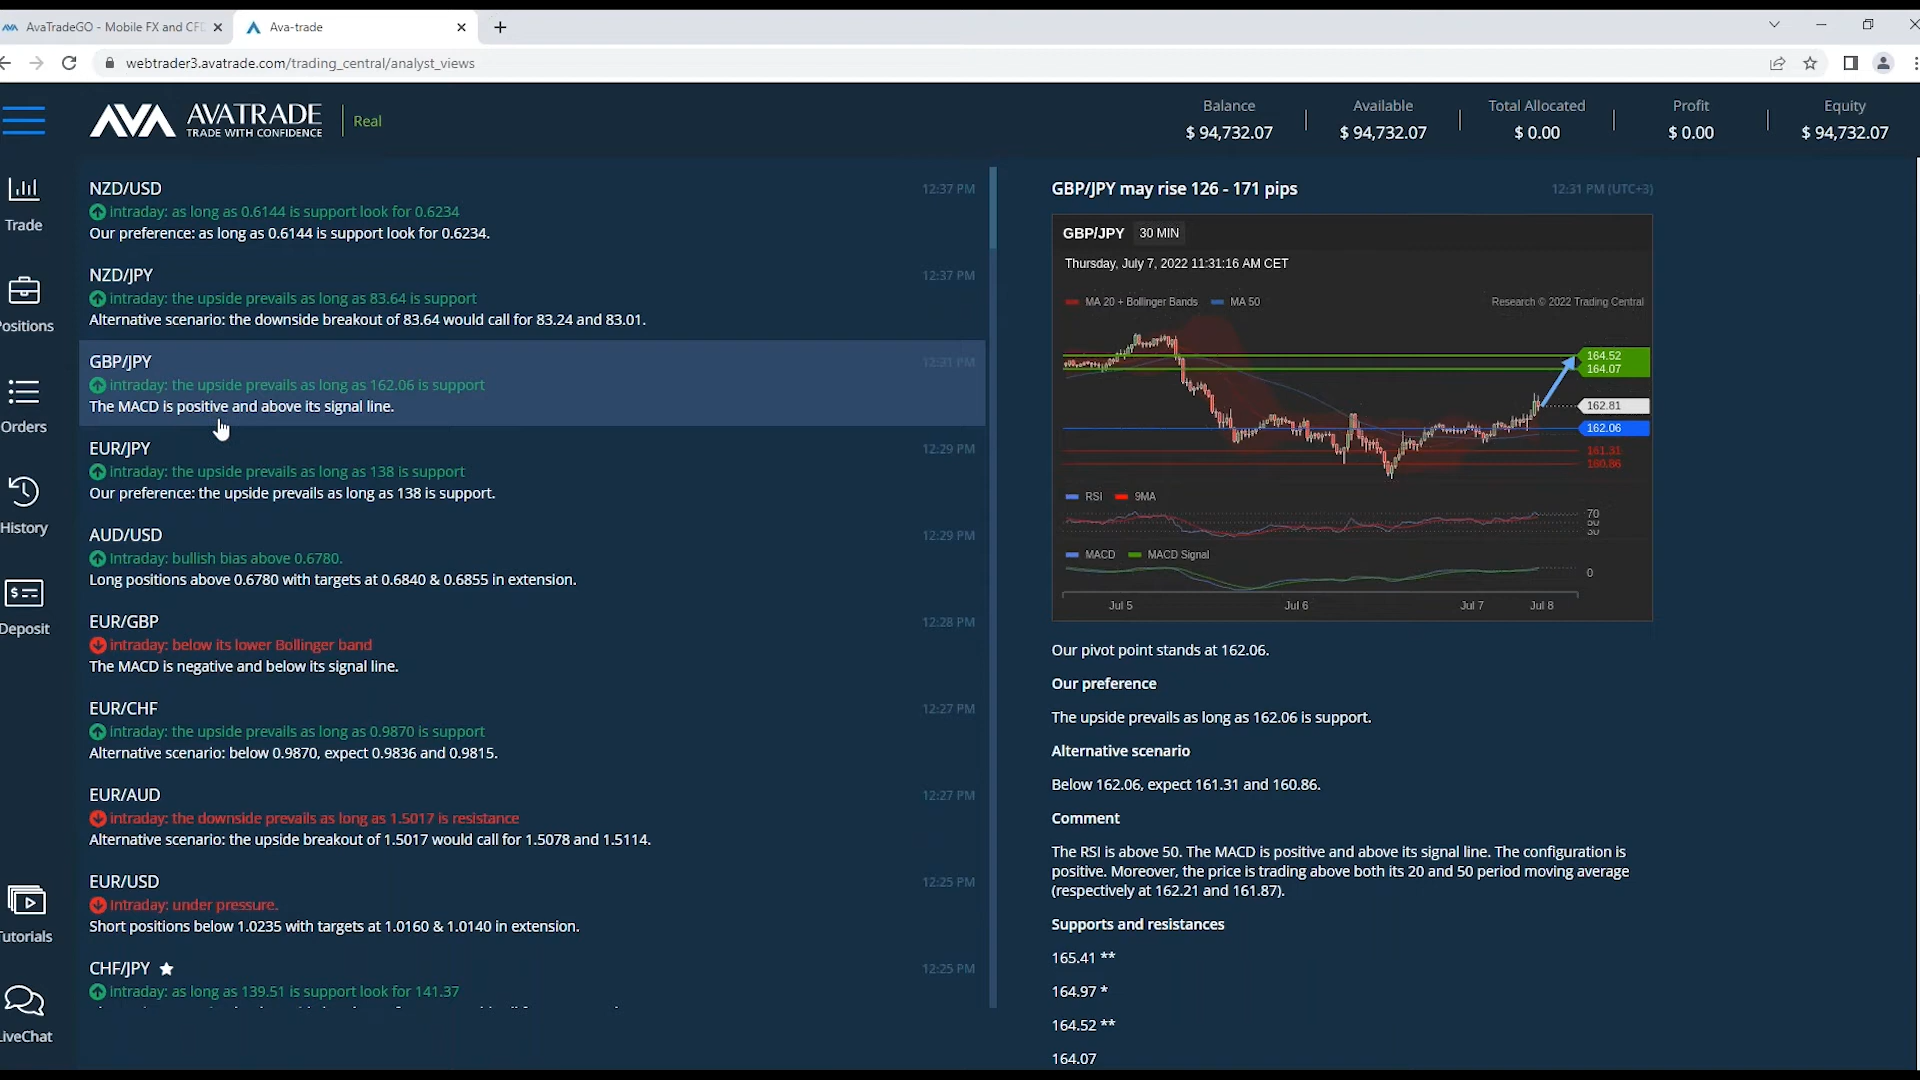 AvaTradeGO - Mobile FX and CF
Ava-trade
webtrader3.avatrade.com/trading_central/analyst_views
AVA AVATRADE
TRADE WITH CONFIDENCE
Real
Balance
$ 94,732.07
Available
$ 94,732.07
Total Allocated
$ 0.00
Profit
$ 0.00
Equity
$ 94,732.07
Trade
Positions
Orders
History
Deposit
Tutorials
LiveChat
NZD/USD 12:37 PM
intraday: as long as 0.6144 is support look for 0.6234
Our preference: as long as 0.6144 is support look for 0.6234.
NZD/JPY 12:37 PM
intraday: the upside prevails as long as 83.64 is support
Alternative scenario: the downside breakout of 83.64 would call for 83.24 and 83.01.
GBP/JPY 12:31 PM
intraday: the upside prevails as long as 162.06 is support
The MACD is positive and above its signal line.
EUR/JPY 12:29 PM
intraday: the upside prevails as long as 138 is support
Our preference: the upside prevails as long as 138 is support.
AUD/USD 12:29 PM
Intraday: bullish bias above 0.6780.
Long positions above 0.6780 with targets at 0.6840 & 0.6855 in extension.
EUR/GBP 12:28 PM
intraday: below its lower Bollinger band
The MACD is negative and below its signal line.
EUR/CHF 12:27 PM
intraday: the upside prevails as long as 0.9870 is support
Alternative scenario: below 0.9870, expect 0.9836 and 0.9815.
EUR/AUD 12:27 PM
intraday: the downside prevails as long as 1.5017 is resistance
Alternative scenario: the upside breakout of 1.5017 would call for 1.5078 and 1.5114.
EUR/USD 12:25 PM
Intraday: under pressure.
Short positions below 1.0235 with targets at 1.0160 & 1.0140 in extension.
CHF/JPY 12:25 PM
intraday: as long as 139.51 is support look for 141.37
GBP/JPY may rise 126 - 171 pips 12:31 PM (UTC+3)
GBP/JPY 30 MIN
Thursday, July 7, 2022 11:31:16 AM CET
MA 20 + Bollinger Bands MA 50 Research © 2022 Trading Central
164.52
164.07
162.81
162.06
161.31
160.86
RSI 9MA
70
50
30
MACD MACD Signal
0
Jul 5 Jul 6 Jul 7 Jul 8
Our pivot point stands at 162.06.
Our preference
The upside prevails as long as 162.06 is support.
Alternative scenario
Below 162.06, expect 161.31 and 160.86.
Comment
The RSI is above 50. The MACD is positive and above its signal line. The configuration is
positive. Moreover, the price is trading above both its 20 and 50 period moving average
(respectively at 162.21 and 161.87).
Supports and resistances
165.41 **
164.97 *
164.52 **
164.07